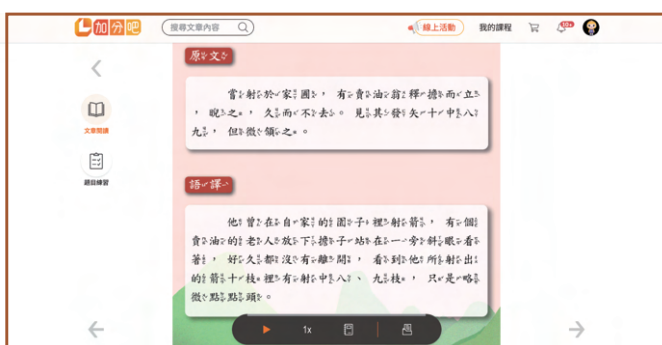 加分吧
搜尋文章內容
線上活動
我的課程
10+
原文
文章閱讀
題目練習
嘗射於家圃，有賣油翁釋擔而立
，睨之，久而不去。見其發矢十中八
九，但微頷之。
語譯
他曾在自家的園子裡射箭，有個
賣油的老人放下擔子站在一旁斜眼看
著，好久都沒有離開，看到他所射出
的箭十枝裡有射中八、九枝，只是略
微點點頭。
1x